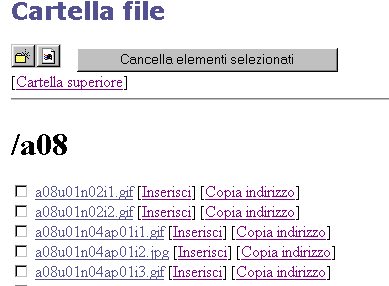 Cartella file
Cancella elementi selezionati
[Cartella superiore]
/a08
a08u01n02i1.gif [Inserisci] [Copia indirizzo]
a08u01n02i2.gif [Inserisci] [Copia indirizzo]
a08u01n04ap01i1.gif [Inserisci] [Copia indirizzo]
a08u01n04ap01i2.jpg [Inserisci] [Copia indirizzo]
a08u01n04ap01i3.gif [Inserisci] [Copia indirizzo]